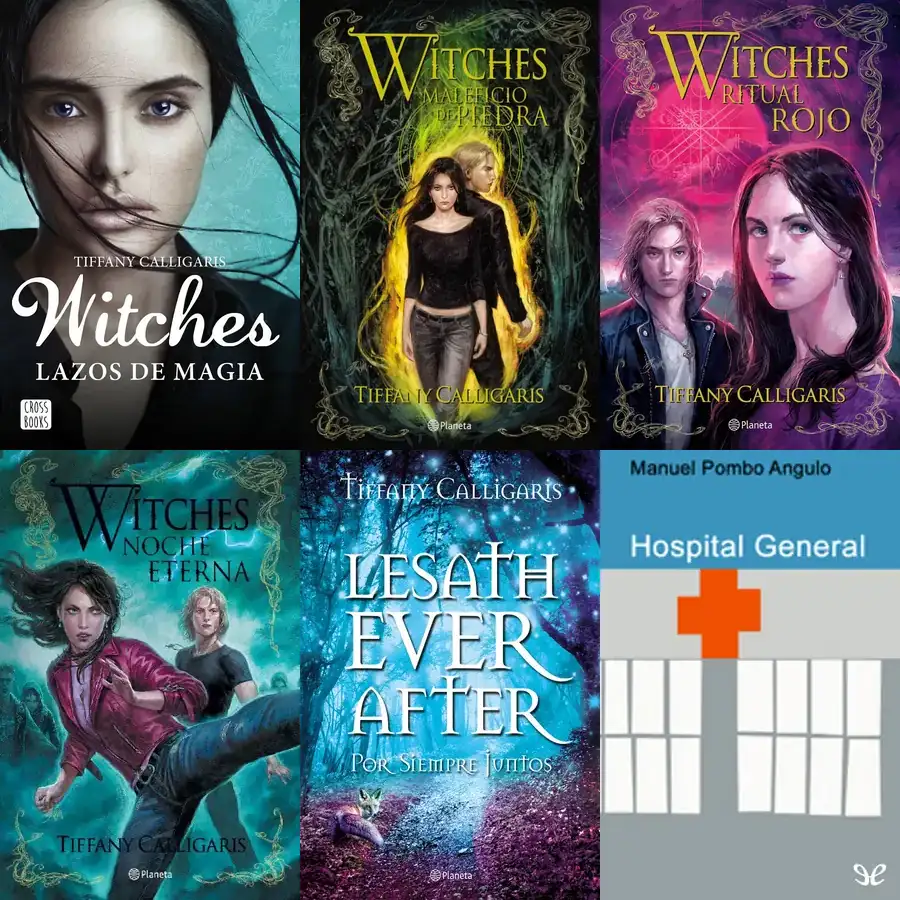 TIFFANY CALLIGARIS
Witches
LAZOS DE MAGIA
CROSS
BOOKS
WITCHES
MALEFICIO
DE PIEDRA
TIFFANY CALLIGARIS
Planeta
WITCHES
RITUAL
ROJO
TIFFANY CALLIGARIS
Planeta
WITCHES
NOCHE
ETERNA
TIFFANY CALLIGARIS
Planeta
TIFFANY CALLIGARIS
LESATH
EVER
AFTER
POR SIEMPRE JUNTOS
Planeta
Manuel Pombo Angulo
Hospital General